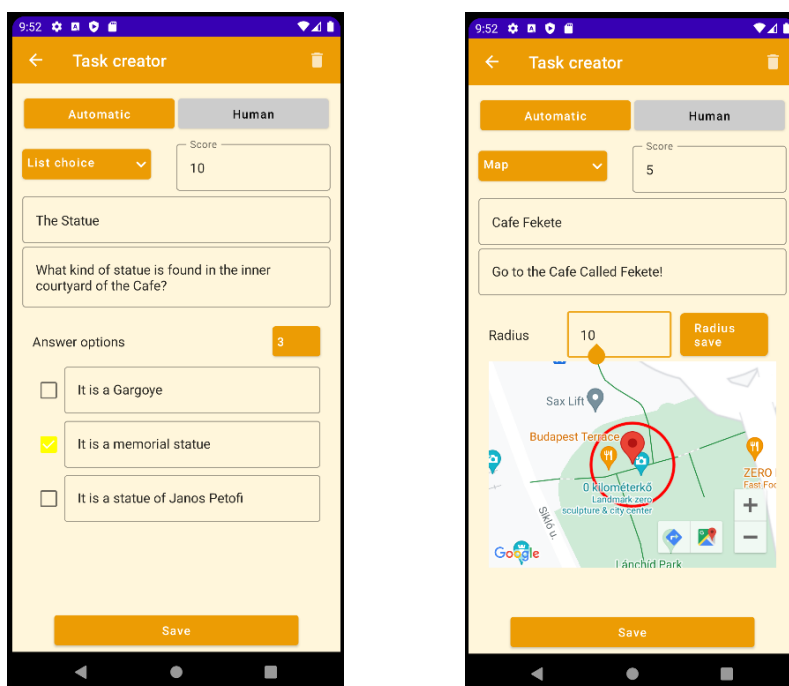 9:52
Task creator
Automatic
Human
List choice
Score
10
The Statue
What kind of statue is found in the inner
courtyard of the Cafe?
Answer options
3
It is a Gargoye
It is a memorial statue
It is a statue of Janos Petofi
Save
9:52
Task creator
Automatic
Human
Map
Score
5
Cafe Fekete
Go to the Cafe Called Fekete!
Radius
10
Radius
save
Sax Lift
Budapest Terrace
ZERO
Fast Foo
0 kilométerkő
Landmark zero
sculpture & city center
Sikló u.
Google
Lánchíd Park
+
−
Save